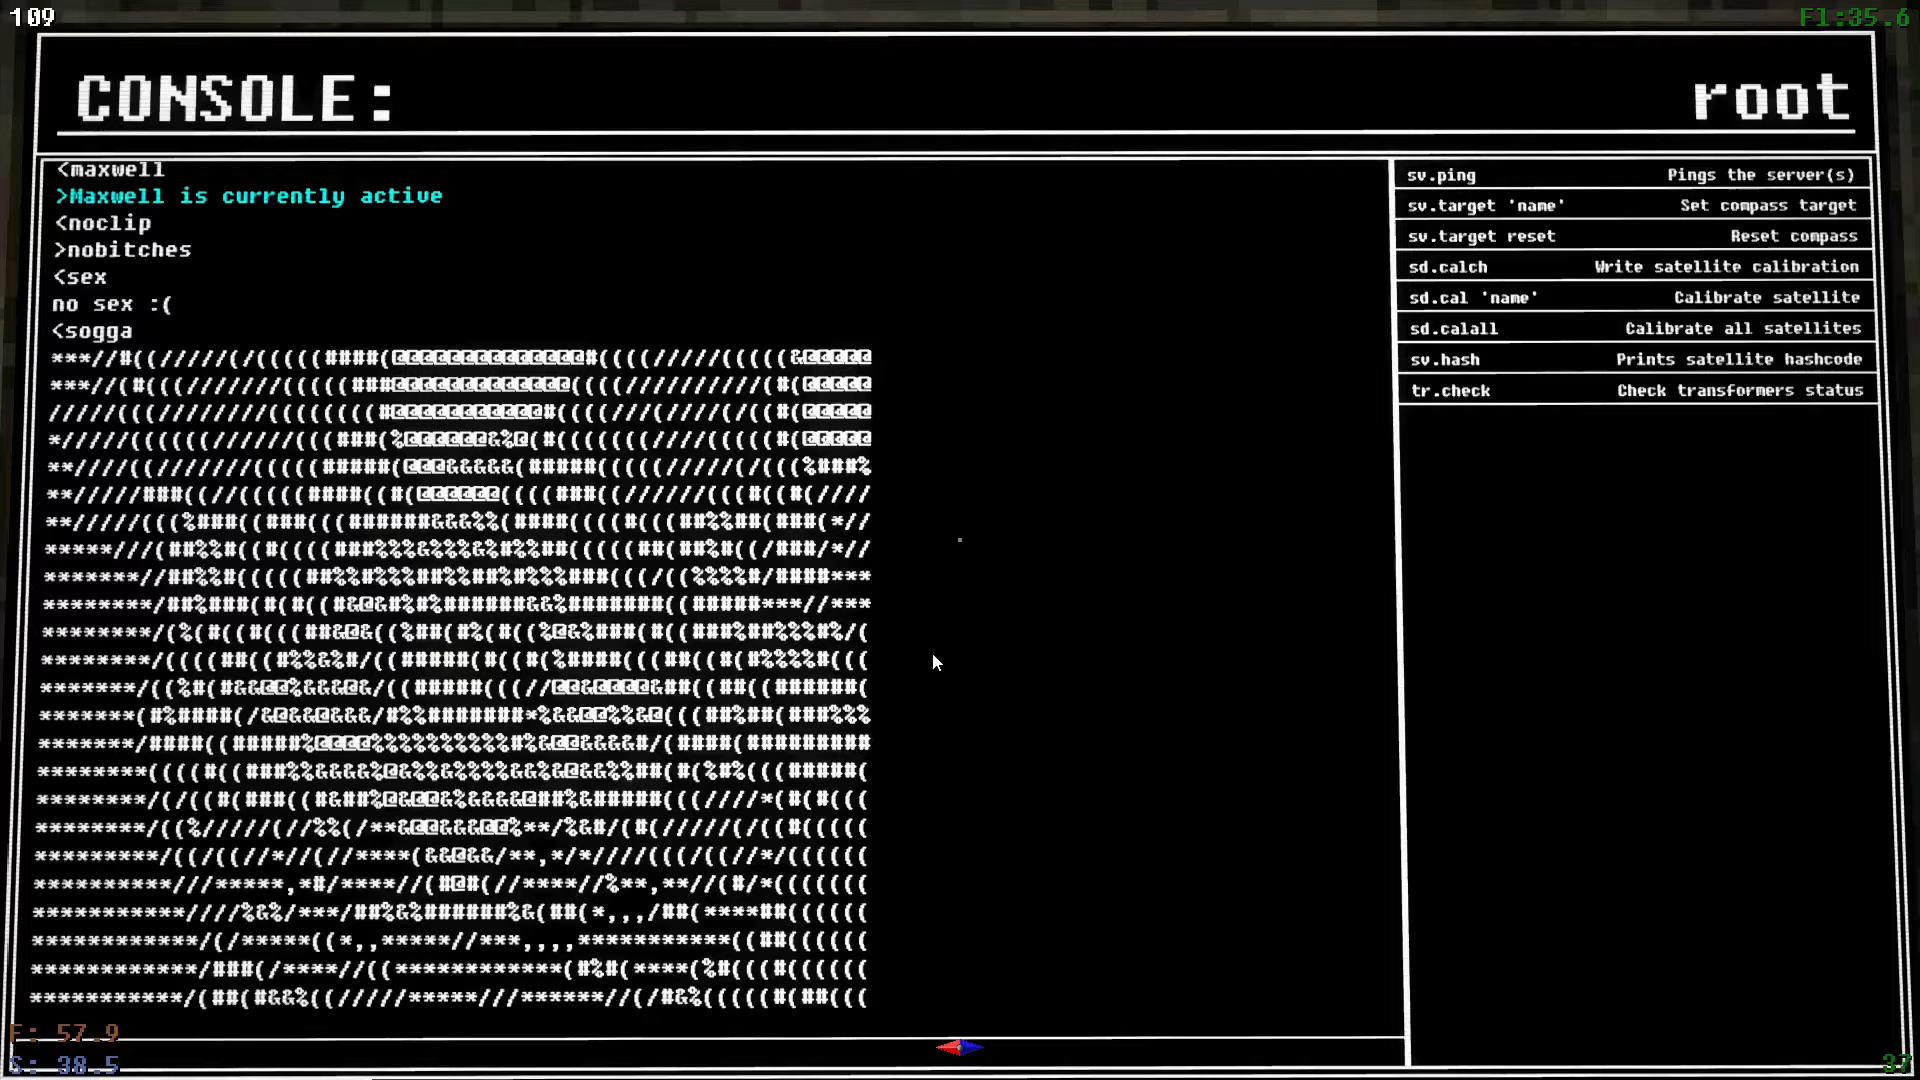 109
F1:35.6
CONSOLE:
root
<maxwell
>Maxwell is currently active
<noclip
>nobitches
<sex
no sex :(
<sogga
sv.ping Pings the server(s)
sv.target 'name' Set compass target
sv.target reset Reset compass
sd.calch Write satellite calibration
sd.cal 'name' Calibrate satellite
sd.calall Calibrate all satellites
sv.hash Prints satellite hashcode
tr.check Check transformers status
F: 57.9
S: 38.5
37